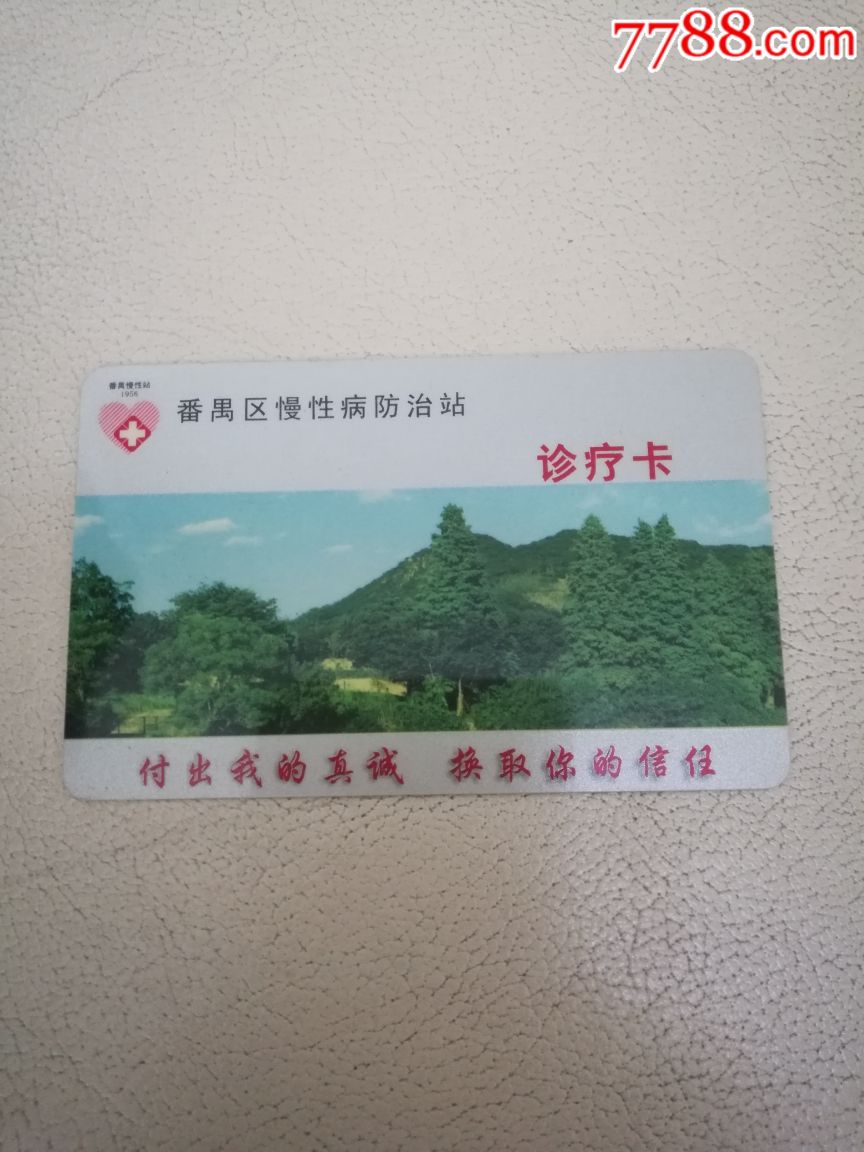 7788.com
番禺慢性站
1956
番禺区慢性病防治站
诊疗卡
付出我的真诚 换取你的信任